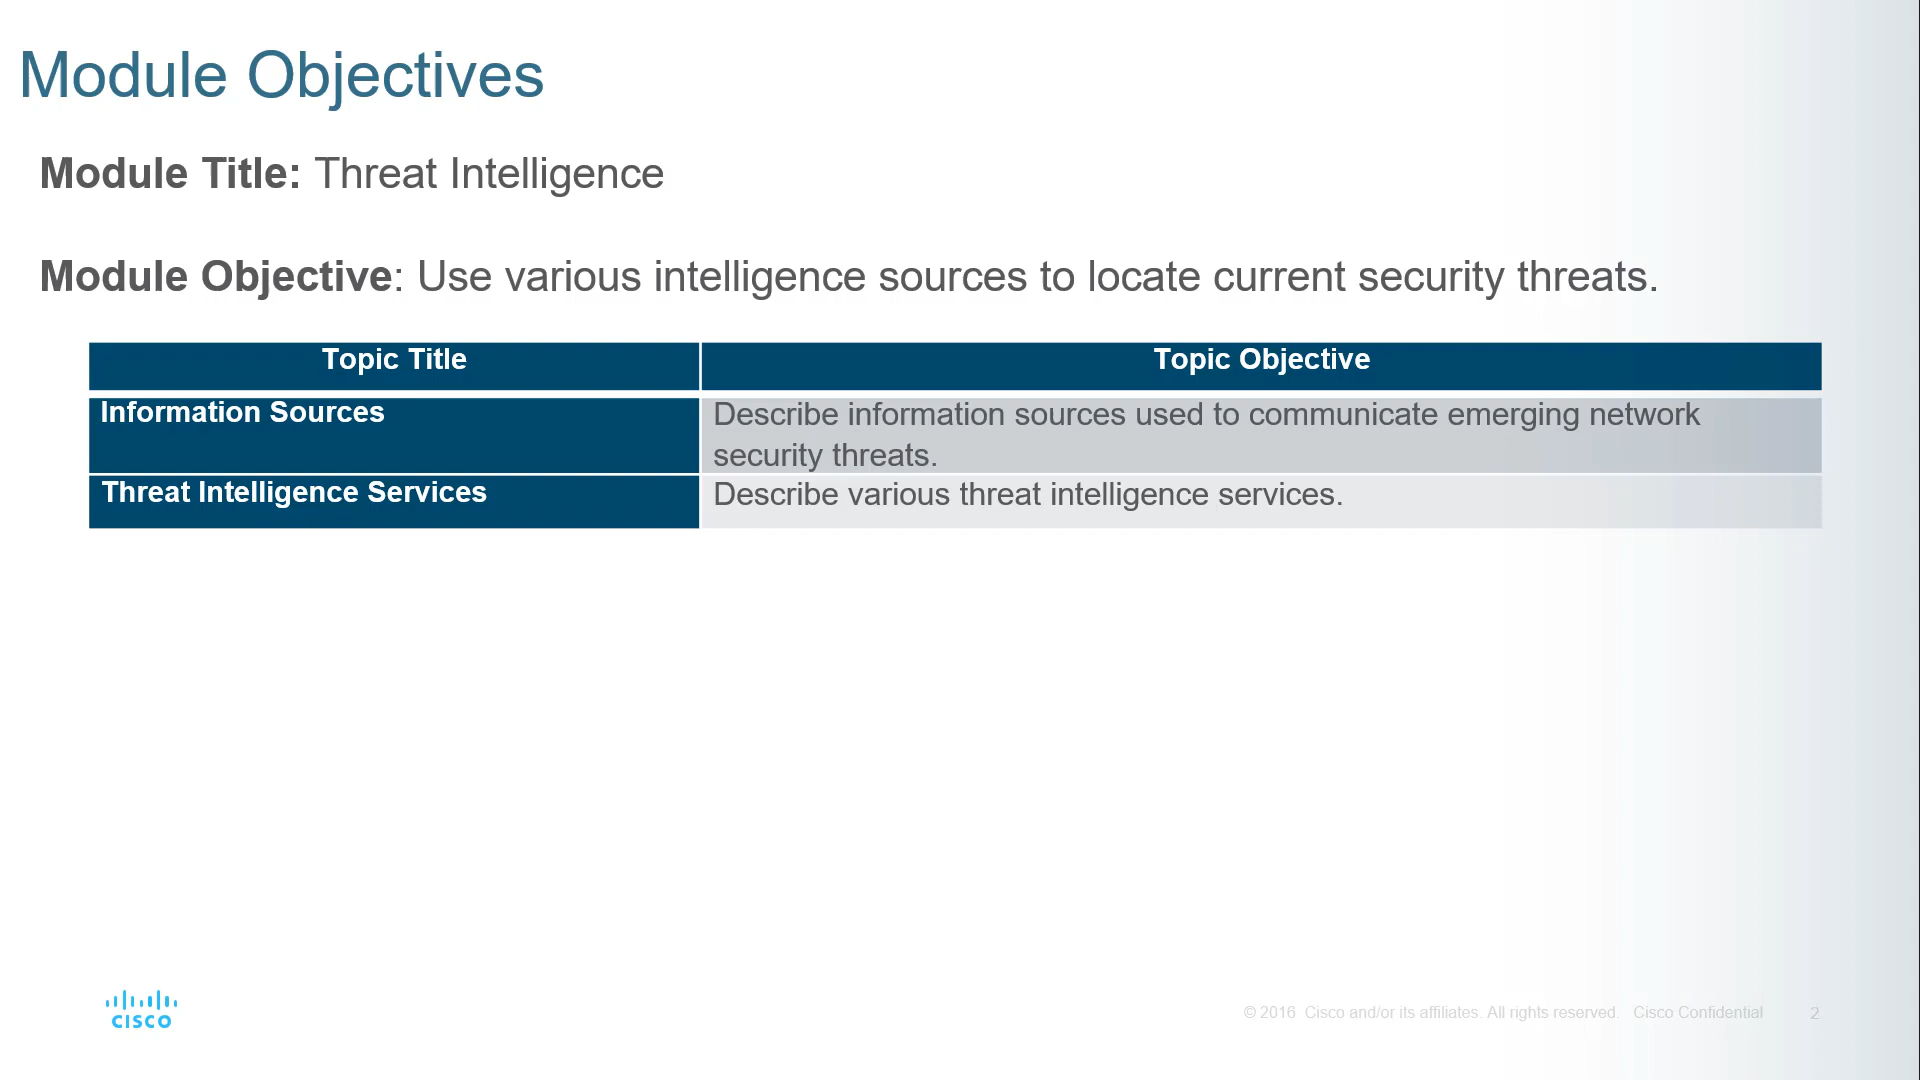 Module Objectives
Module Title: Threat Intelligence
Module Objective: Use various intelligence sources to locate current security threats.
Topic Title
Topic Objective
Information Sources
Describe information sources used to communicate emerging network
security threats.
Threat Intelligence Services
Describe various threat intelligence services.
CISCO
© 2016 Cisco and/or its affiliates. All rights reserved. Cisco Confidential
2